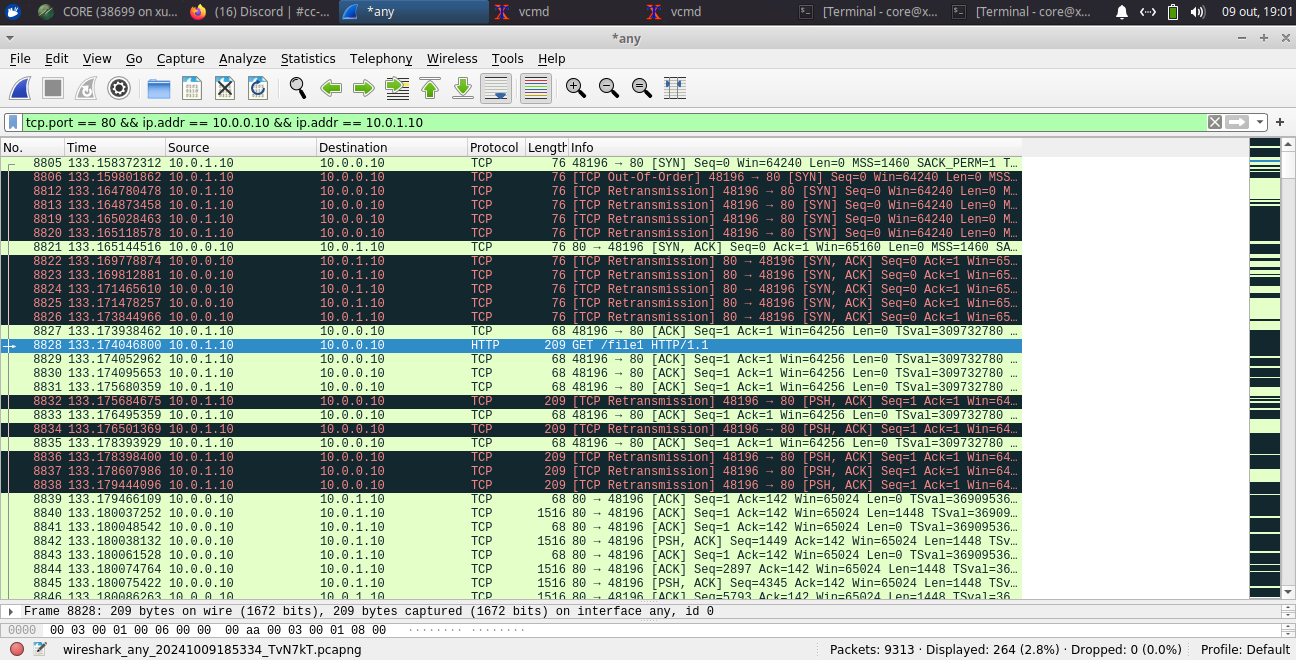 CORE (38699 on xu...
(16) Discord | #cc-...
*any
vcmd
vcmd
[Terminal - core@x...
[Terminal - core@x...
09 out, 19:01
*any
File Edit View Go Capture Analyze Statistics Telephony Wireless Tools Help
tcp.port == 80 && ip.addr == 10.0.0.10 && ip.addr == 10.0.1.10
No. Time Source Destination Protocol Length Info
8805 133.158372312 10.0.1.10 10.0.0.10 TCP 76 48196 → 80 [SYN] Seq=0 Win=64240 Len=0 MSS=1460 SACK_PERM=1 T…
8806 133.159801862 10.0.1.10 10.0.0.10 TCP 76 [TCP Out-Of-Order] 48196 → 80 [SYN] Seq=0 Win=64240 Len=0 MSS…
8812 133.164780478 10.0.1.10 10.0.0.10 TCP 76 [TCP Retransmission] 48196 → 80 [SYN] Seq=0 Win=64240 Len=0 M…
8813 133.164873458 10.0.1.10 10.0.0.10 TCP 76 [TCP Retransmission] 48196 → 80 [SYN] Seq=0 Win=64240 Len=0 M…
8819 133.165028463 10.0.1.10 10.0.0.10 TCP 76 [TCP Retransmission] 48196 → 80 [SYN] Seq=0 Win=64240 Len=0 M…
8820 133.165118578 10.0.1.10 10.0.0.10 TCP 76 [TCP Retransmission] 48196 → 80 [SYN] Seq=0 Win=64240 Len=0 M…
8821 133.165144516 10.0.0.10 10.0.1.10 TCP 76 80 → 48196 [SYN, ACK] Seq=0 Ack=1 Win=65160 Len=0 MSS=1460 SA…
8822 133.169778874 10.0.0.10 10.0.1.10 TCP 76 [TCP Retransmission] 80 → 48196 [SYN, ACK] Seq=0 Ack=1 Win=65…
8823 133.169812881 10.0.0.10 10.0.1.10 TCP 76 [TCP Retransmission] 80 → 48196 [SYN, ACK] Seq=0 Ack=1 Win=65…
8824 133.171465610 10.0.0.10 10.0.1.10 TCP 76 [TCP Retransmission] 80 → 48196 [SYN, ACK] Seq=0 Ack=1 Win=65…
8825 133.171478257 10.0.0.10 10.0.1.10 TCP 76 [TCP Retransmission] 80 → 48196 [SYN, ACK] Seq=0 Ack=1 Win=65…
8826 133.173844966 10.0.0.10 10.0.1.10 TCP 76 [TCP Retransmission] 80 → 48196 [SYN, ACK] Seq=0 Ack=1 Win=65…
8827 133.173938462 10.0.1.10 10.0.0.10 TCP 68 48196 → 80 [ACK] Seq=1 Ack=1 Win=64256 Len=0 TSval=309732780 …
8828 133.174046800 10.0.1.10 10.0.0.10 HTTP 209 GET /file1 HTTP/1.1
8829 133.174052962 10.0.1.10 10.0.0.10 TCP 68 48196 → 80 [ACK] Seq=1 Ack=1 Win=64256 Len=0 TSval=309732780 …
8830 133.174095653 10.0.1.10 10.0.0.10 TCP 68 48196 → 80 [ACK] Seq=1 Ack=1 Win=64256 Len=0 TSval=309732780 …
8831 133.175680359 10.0.1.10 10.0.0.10 TCP 68 48196 → 80 [ACK] Seq=1 Ack=1 Win=64256 Len=0 TSval=309732780 …
8832 133.175684675 10.0.1.10 10.0.0.10 TCP 209 [TCP Retransmission] 48196 → 80 [PSH, ACK] Seq=1 Ack=1 Win=64…
8833 133.176495359 10.0.1.10 10.0.0.10 TCP 68 48196 → 80 [ACK] Seq=1 Ack=1 Win=64256 Len=0 TSval=309732780 …
8834 133.176501369 10.0.1.10 10.0.0.10 TCP 209 [TCP Retransmission] 48196 → 80 [PSH, ACK] Seq=1 Ack=1 Win=64…
8835 133.178393929 10.0.1.10 10.0.0.10 TCP 68 48196 → 80 [ACK] Seq=1 Ack=1 Win=64256 Len=0 TSval=309732780 …
8836 133.178398400 10.0.1.10 10.0.0.10 TCP 209 [TCP Retransmission] 48196 → 80 [PSH, ACK] Seq=1 Ack=1 Win=64…
8837 133.178607986 10.0.1.10 10.0.0.10 TCP 209 [TCP Retransmission] 48196 → 80 [PSH, ACK] Seq=1 Ack=1 Win=64…
8838 133.179444096 10.0.1.10 10.0.0.10 TCP 209 [TCP Retransmission] 48196 → 80 [PSH, ACK] Seq=1 Ack=1 Win=64…
8839 133.179466109 10.0.0.10 10.0.1.10 TCP 68 80 → 48196 [ACK] Seq=1 Ack=142 Win=65024 Len=0 TSval=36909536…
8840 133.180037252 10.0.0.10 10.0.1.10 TCP 1516 80 → 48196 [ACK] Seq=1 Ack=142 Win=65024 Len=1448 TSval=36909…
8841 133.180048542 10.0.0.10 10.0.1.10 TCP 68 80 → 48196 [ACK] Seq=1 Ack=142 Win=65024 Len=0 TSval=36909536…
8842 133.180038132 10.0.0.10 10.0.1.10 TCP 1516 80 → 48196 [PSH, ACK] Seq=1449 Ack=142 Win=65024 Len=1448 TSv…
8843 133.180061528 10.0.0.10 10.0.1.10 TCP 68 80 → 48196 [ACK] Seq=1 Ack=142 Win=65024 Len=0 TSval=36909536…
8844 133.180074764 10.0.0.10 10.0.1.10 TCP 1516 80 → 48196 [ACK] Seq=2897 Ack=142 Win=65024 Len=1448 TSval=36…
8845 133.180075422 10.0.0.10 10.0.1.10 TCP 1516 80 → 48196 [PSH, ACK] Seq=4345 Ack=142 Win=65024 Len=1448 TSv…
8846 133.180086263 10.0.0.10 10.0.1.10 TCP 1516 80 → 48196 [ACK] Seq=5793 Ack=142 Win=65024 Len=1448 TSval=36…
Frame 8828: 209 bytes on wire (1672 bits), 209 bytes captured (1672 bits) on interface any, id 0
0000 00 03 00 01 00 06 00 00 00 aa 00 03 00 01 08 00 ········ ········
wireshark_any_20241009185334_TvN7kT.pcapng
Packets: 9313 · Displayed: 264 (2.8%) · Dropped: 0 (0.0%)
Profile: Default